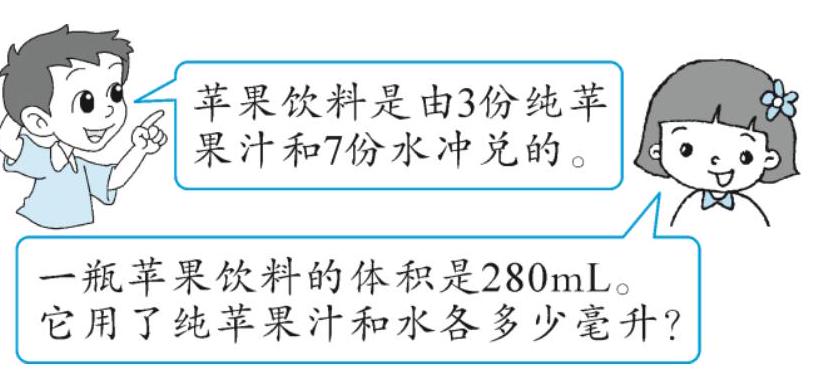 苹果饮料是由3份纯苹
果汁和7份水冲兑的。
一瓶苹果饮料的体积是280mL。
它用了纯苹果汁和水各多少毫升?